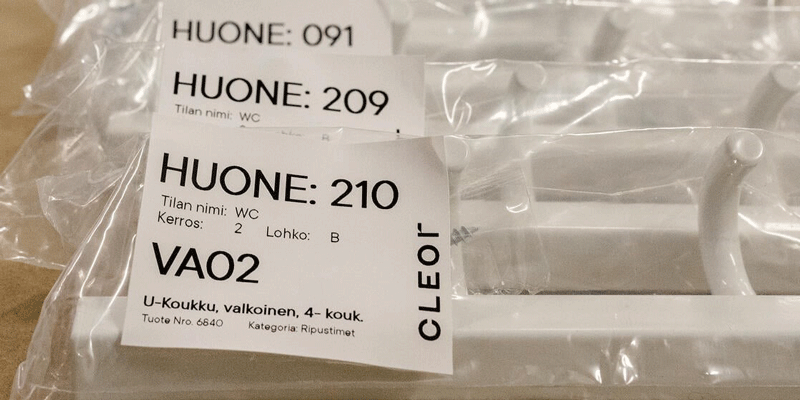 HUONE: 091
HUONE: 209
Tilan nimi: WC
HUONE: 210
Tilan nimi: WC
Kerros: 2 Lohko: B
VA02
U-Koukku, valkoinen, 4- kouk.
Tuote Nro. 6840 Kategoria: Ripustimet
CLEOR